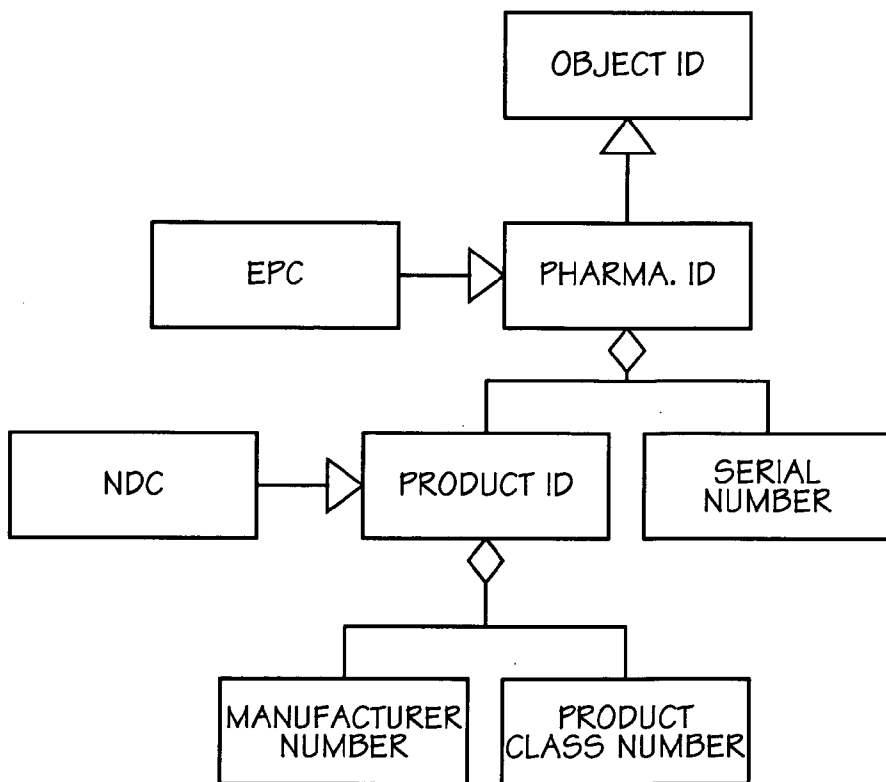 OBJECT ID
EPC
PHARMA. ID
NDC
PRODUCT ID
SERIAL
NUMBER
MANUFACTURER
NUMBER
PRODUCT
CLASS NUMBER